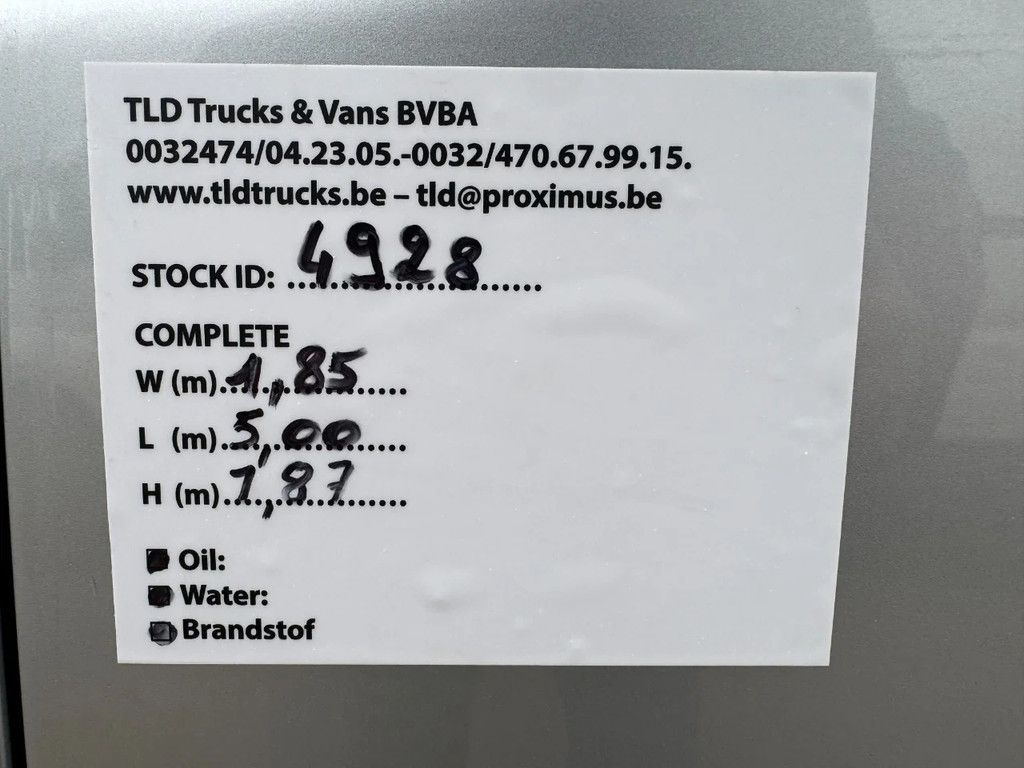 TLD Trucks & Vans BVBA
0032474/04.23.05.-0032/470.67.99.15.
www.tldtrucks.be – tld@proximus.be
STOCK ID: 4928
COMPLETE
W (m) 1,85
L (m) 5,00
H (m) 1,87
Oil:
Water:
Brandstof